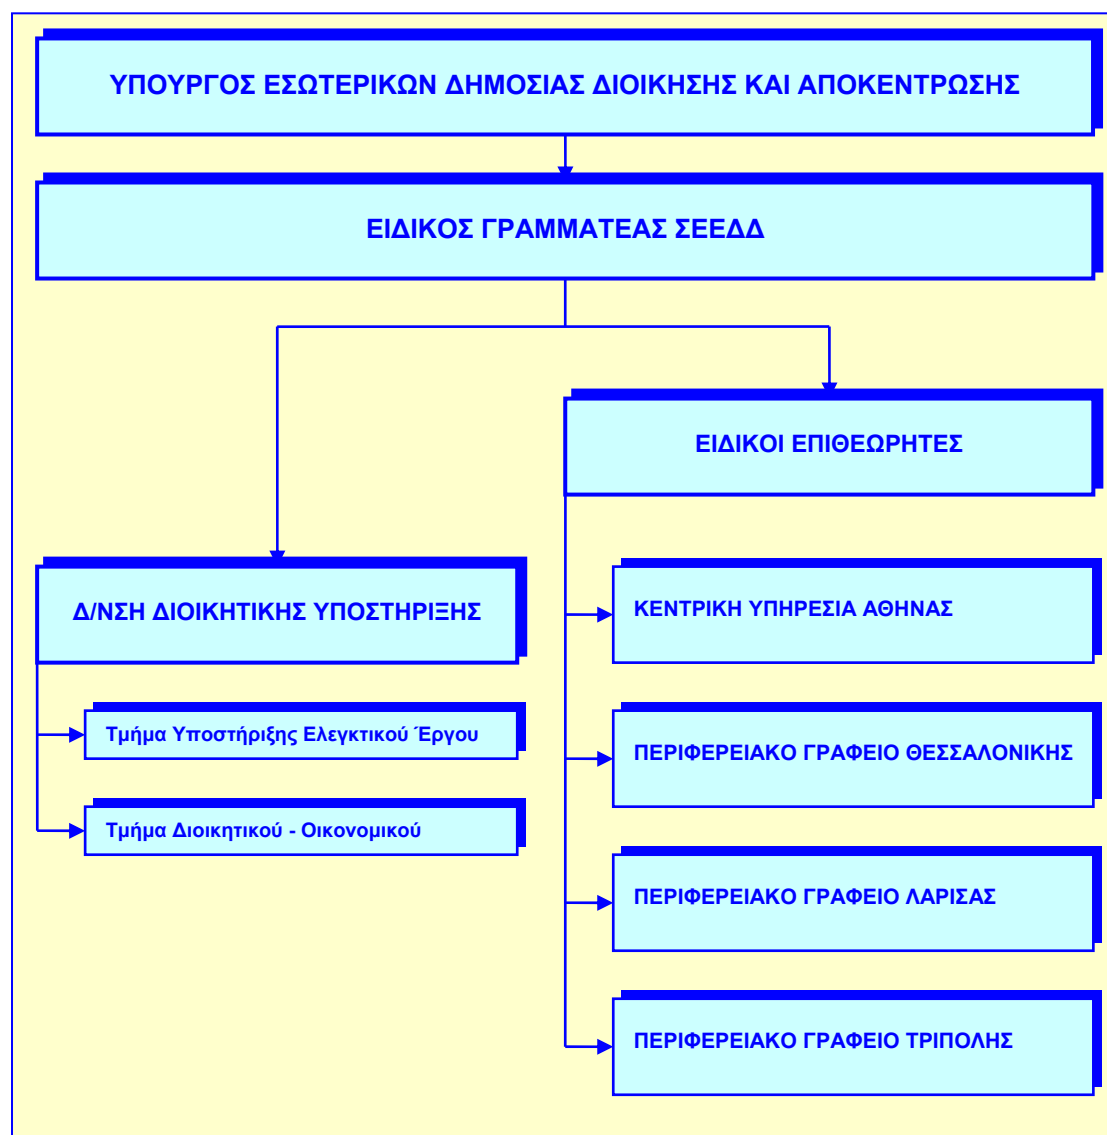 ΥΠΟΥΡΓΟΣ ΕΣΩΤΕΡΙΚΩΝ ΔΗΜΟΣΙΑΣ ΔΙΟΙΚΗΣΗΣ ΚΑΙ ΑΠΟΚΕΝΤΡΩΣΗΣ
ΕΙΔΙΚΟΣ ΓΡΑΜΜΑΤΕΑΣ ΣΕΕΔΔ
ΕΙΔΙΚΟΙ ΕΠΙΘΕΩΡΗΤΕΣ
Δ/ΝΣΗ ΔΙΟΙΚΗΤΙΚΗΣ ΥΠΟΣΤΗΡΙΞΗΣ
Τμήμα Υποστήριξης Ελεγκτικού Έργου
Τμήμα Διοικητικού - Οικονομικού
ΚΕΝΤΡΙΚΗ ΥΠΗΡΕΣΙΑ ΑΘΗΝΑΣ
ΠΕΡΙΦΕΡΕΙΑΚΟ ΓΡΑΦΕΙΟ ΘΕΣΣΑΛΟΝΙΚΗΣ
ΠΕΡΙΦΕΡΕΙΑΚΟ ΓΡΑΦΕΙΟ ΛΑΡΙΣΑΣ
ΠΕΡΙΦΕΡΕΙΑΚΟ ΓΡΑΦΕΙΟ ΤΡΙΠΟΛΗΣ